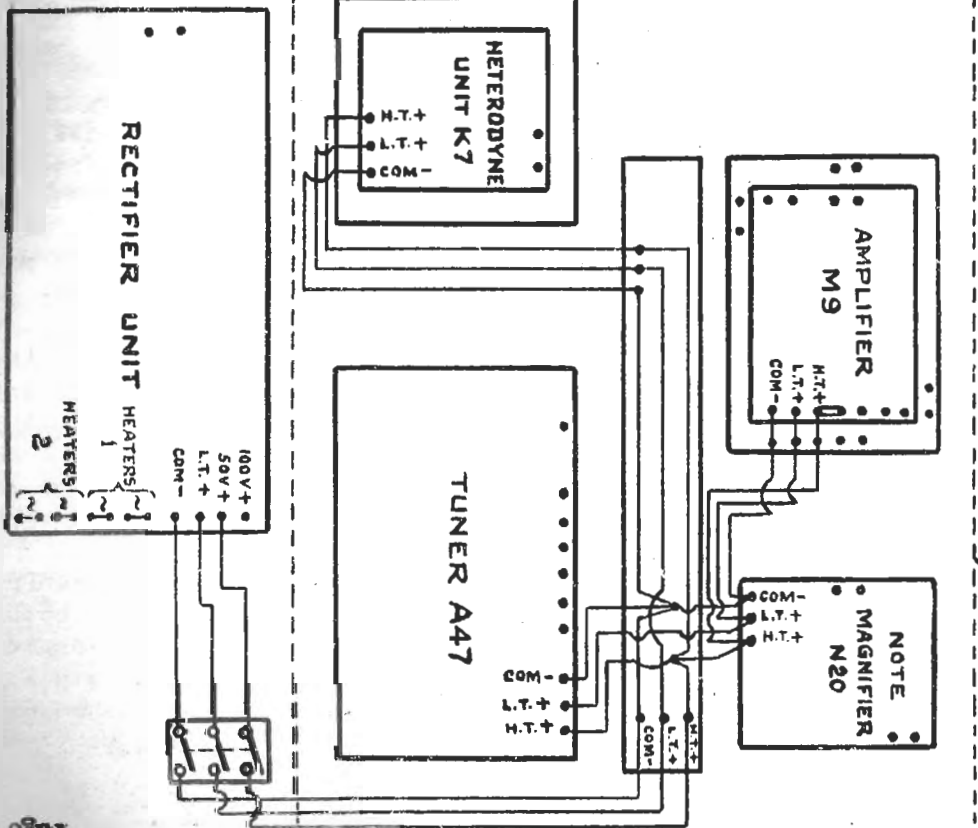 RECTIFIER UNIT
HEATERS
1
HEATERS
2
100V+
50V+
L.T.+
COM-
~
~
~
~
HETERODYNE
UNIT K7
H.T.+
L.T.+
COM-
TUNER A47
COM-
L.T.+
H.T.+
H.T.+
L.T.+
COM-
AMPLIFIER
M9
H.T.+
L.T.+
COM-
NOTE
MAGNIFIER
N20
COM-
L.T.+
H.T.+